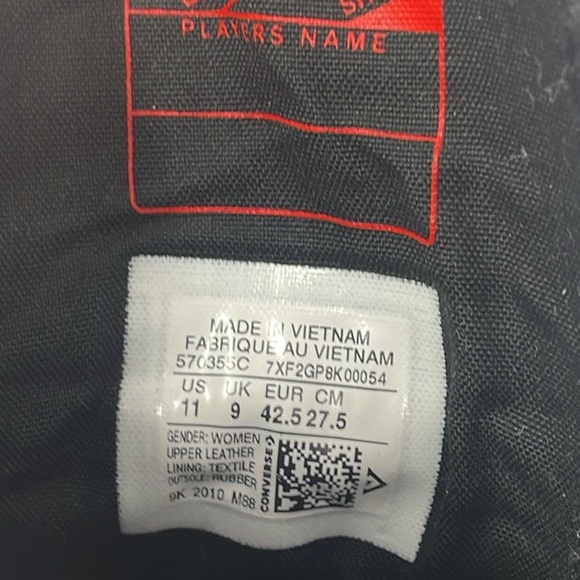 PLAYERS NAME
MADE IN VIETNAM
FABRIQUE AU VIETNAM
570355C 7XF2GP8K00054
US UK EUR CM
11 9 42.5 27.5
GENDER: WOMEN
UPPER LEATHER
LINING: TEXTILE
OUTSOLE: RUBBER
9K 2010 M88
CONVERSE